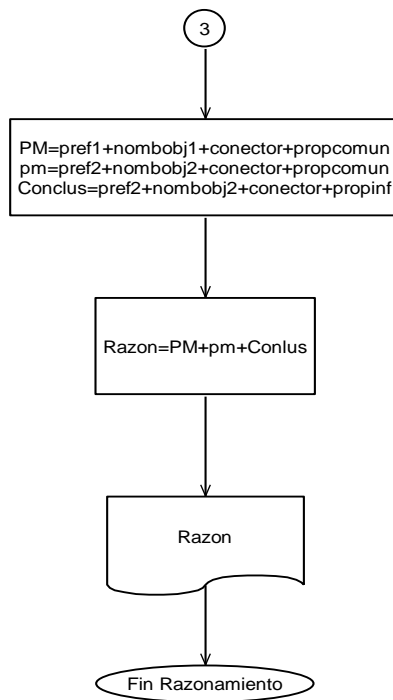 3
PM=pref1+nombobj1+conector+propcomun
pm=pref2+nombobj2+conector+propcomun
Conclus=pref2+nombobj2+conector+propinf
Razon=PM+pm+Conlus
Razon
Fin Razonamiento